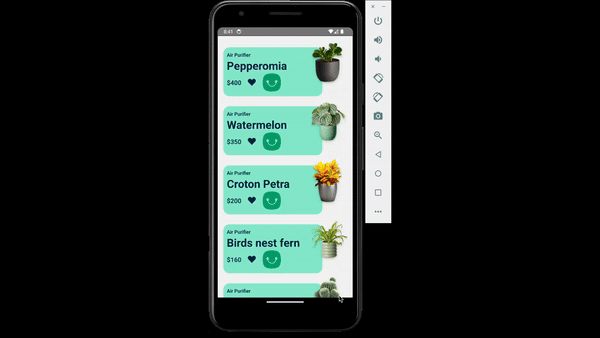 8:41
Air Purifier
Pepperomia
$400
Air Purifier
Watermelon
$350
Air Purifier
Croton Petra
$200
Air Purifier
Birds nest fern
$160
Air Purifier